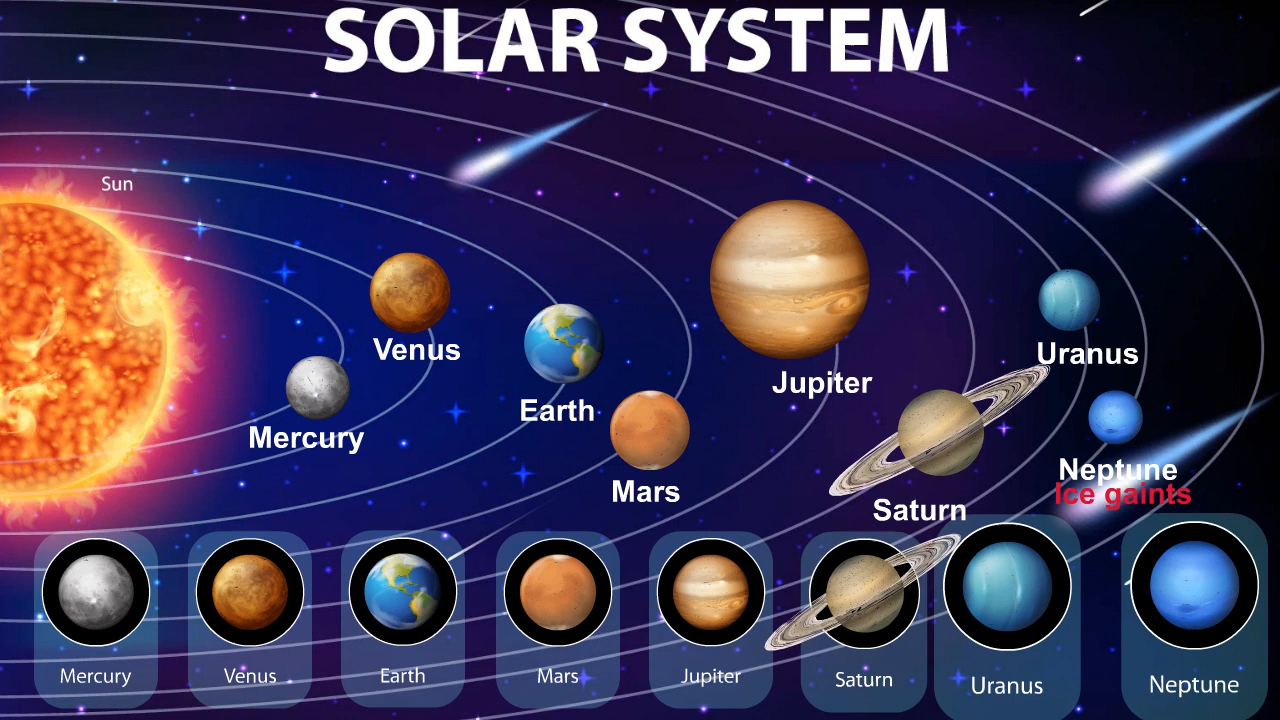 SOLAR SYSTEM
Sun
Venus
Uranus
Jupiter
Earth
Mercury
Neptune
Ice gaints
Mars
Saturn
Mercury
Venus
Earth
Mars
Jupiter
Saturn
Uranus
Neptune